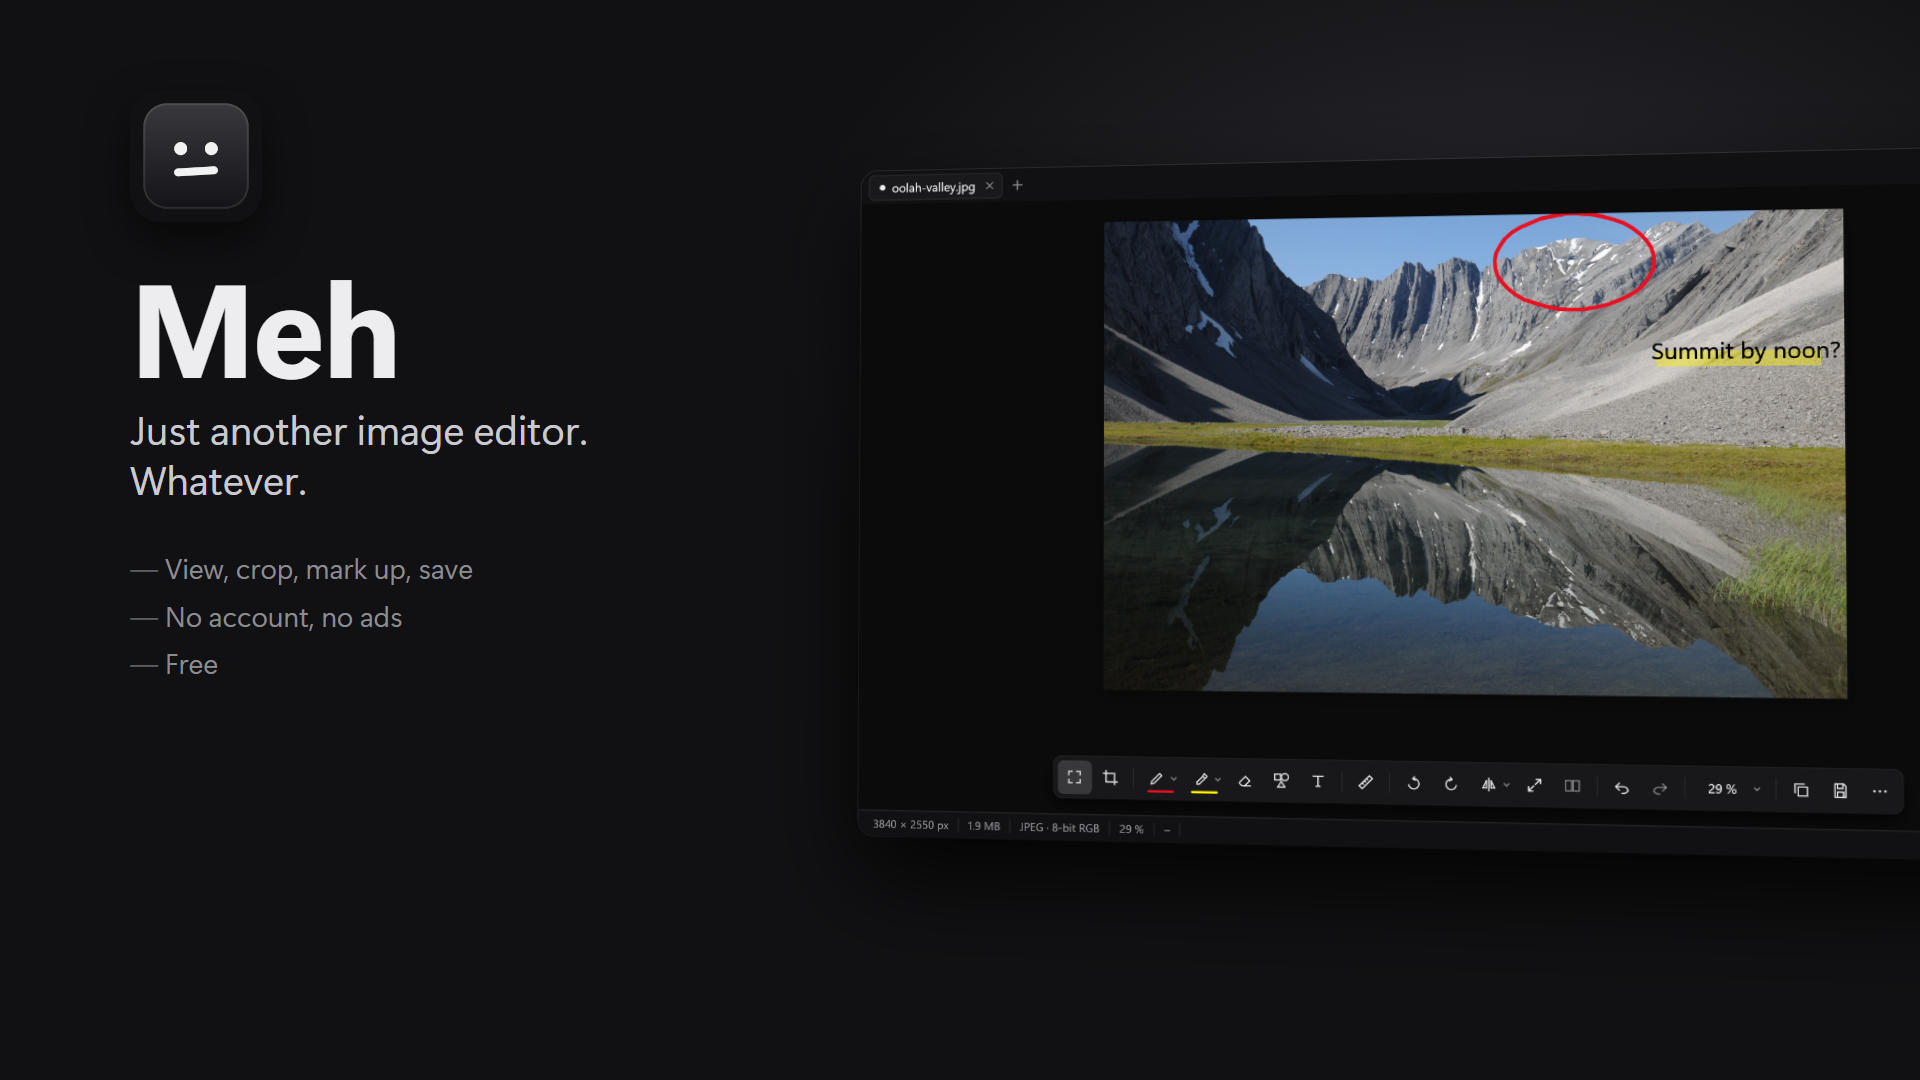 Meh
Just another image editor.
Whatever.
— View, crop, mark up, save
— No account, no ads
— Free
oolah-valley.jpg
Summit by noon?
29 %
3840 × 2550 px
1.9 MB
JPEG · 8-bit RGB
29 %
–